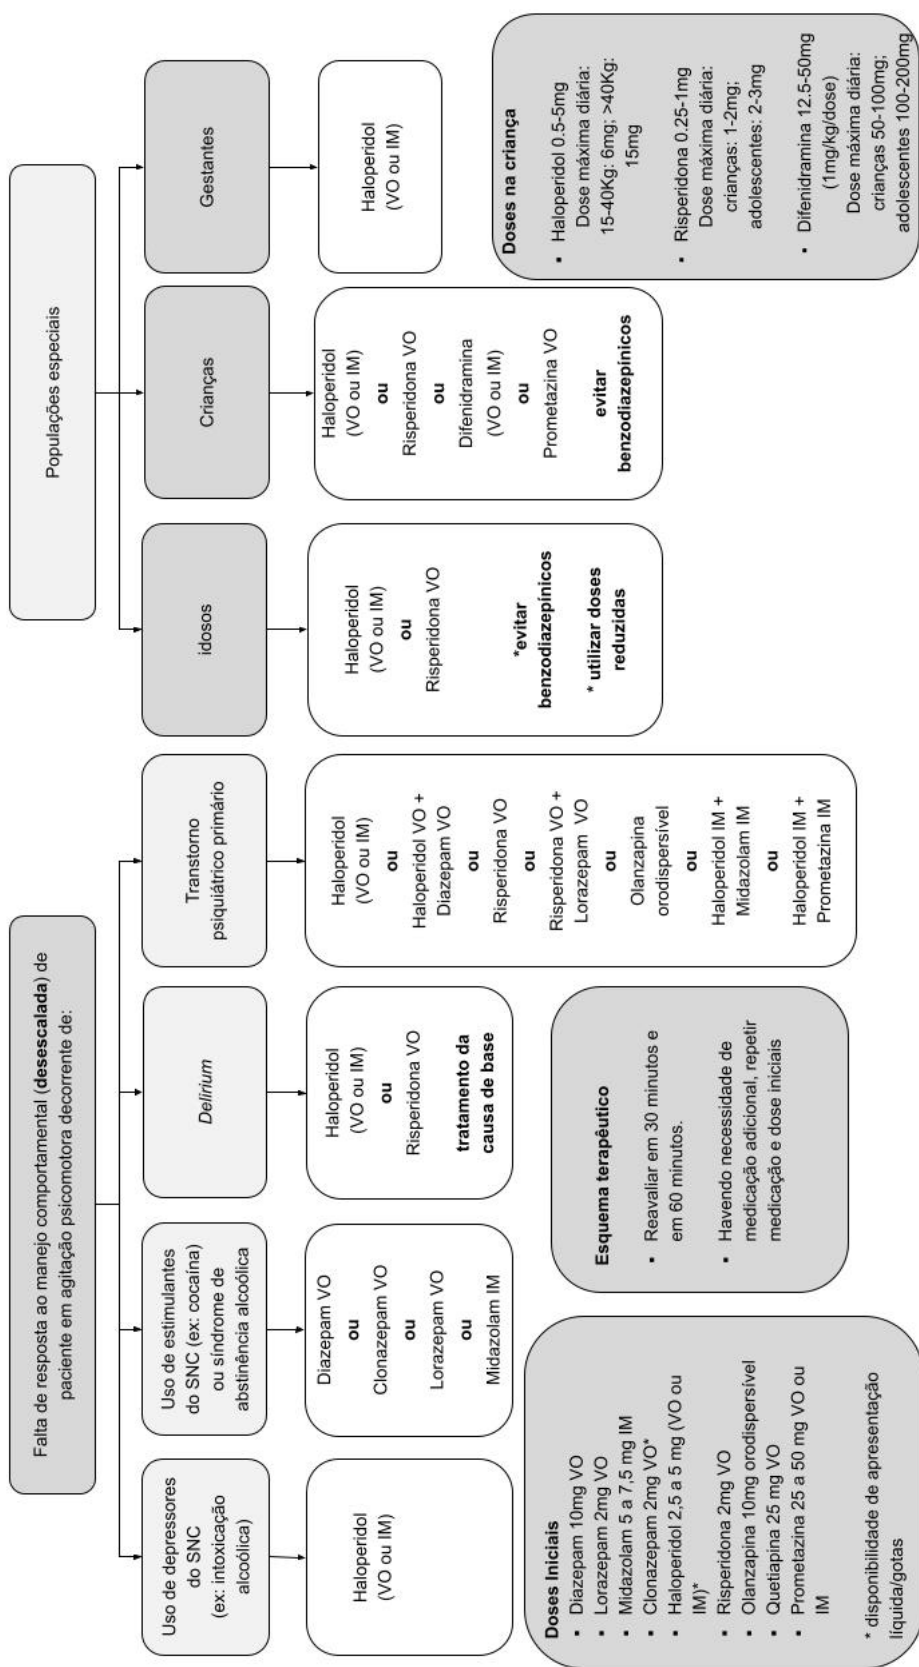 Falta de resposta ao manejo comportamental (desescalada) de
paciente em agitação psicomotora decorrente de:
Populações especiais
Uso de depressores
do SNC
(ex: intoxicação
alcoólica)
Uso de estimulantes
do SNC (ex: cocaína)
ou síndrome de
abstinência alcoólica
Delirium
Transtorno
psiquiátrico primário
idosos
Crianças
Gestantes
Haloperidol
(VO ou IM)
Diazepam VO
ou
Clonazepam VO
ou
Lorazepam VO
ou
Midazolam IM
Haloperidol
(VO ou IM)
ou
Risperidona VO
tratamento da
causa de base
Haloperidol
(VO ou IM)
ou
Haloperidol VO +
Diazepam VO
ou
Risperidona VO
ou
Risperidona VO +
Lorazepam VO
ou
Olanzapina
orodispersível
ou
Haloperidol IM +
Midazolam IM
ou
Haloperidol IM +
Prometazina IM
Haloperidol
(VO ou IM)
ou
Risperidona VO
*evitar
benzodiazepínicos
* utilizar doses
reduzidas
Haloperidol
(VO ou IM)
ou
Risperidona VO
ou
Difenidramina
(VO ou IM)
ou
Prometazina VO
evitar
benzodiazepínicos
Haloperidol
(VO ou IM)
Doses Iniciais
▪ Diazepam 10mg VO
▪ Lorazepam 2mg VO
▪ Midazolam 5 a 7,5 mg IM
▪ Clonazepam 2mg VO*
▪ Haloperidol 2,5 a 5 mg (VO ou
IM)*
▪ Risperidona 2mg VO
▪ Olanzapina 10mg orodispersível
▪ Quetiapina 25 mg VO
▪ Prometazina 25 a 50 mg VO ou
IM
* disponibilidade de apresentação
líquida/gotas
Esquema terapêutico
▪ Reavaliar em 30 minutos e
em 60 minutos.
▪ Havendo necessidade de
medicação adicional, repetir
medicação e dose iniciais
Doses na criança
▪ Haloperidol 0.5-5mg
Dose máxima diária:
15-40Kg: 6mg; >40Kg:
15mg
▪ Risperidona 0.25-1mg
Dose máxima diária:
crianças: 1-2mg;
adolescentes: 2-3mg
▪ Difenidramina 12.5-50mg
(1mg/kg/dose)
Dose máxima diária:
crianças 50-100mg;
adolescentes 100-200mg